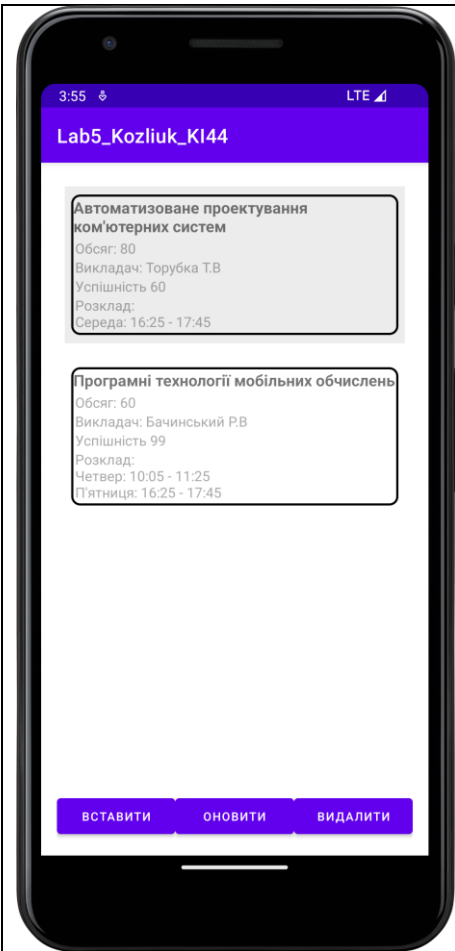 3:55 LTE
Lab5_Kozliuk_KI44
Автоматизоване проектування
комп'ютерних систем
Обсяг: 80
Викладач: Торубка Т.В
Успішність 60
Розклад:
Середа: 16:25 - 17:45
Програмні технології мобільних обчислень
Обсяг: 60
Викладач: Бачинський Р.В
Успішність 99
Розклад:
Четвер: 10:05 - 11:25
П'ятниця: 16:25 - 17:45
ВСТАВИТИ ОНОВИТИ ВИДАЛИТИ